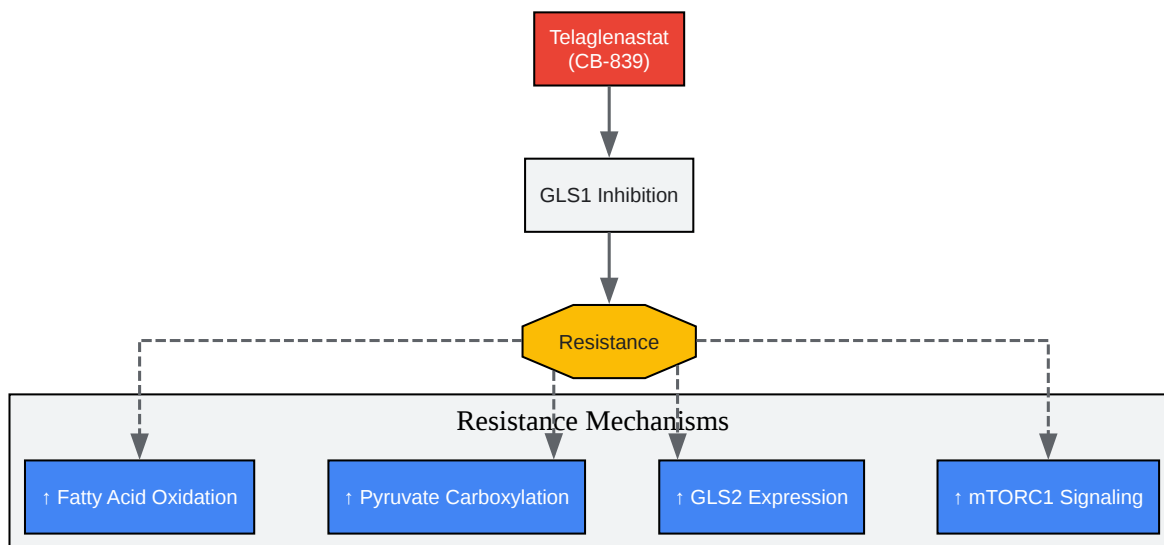 Telaglenastat
(CB-839)
GLS1 Inhibition
Resistance
Resistance Mechanisms
↑ Fatty Acid Oxidation
↑ Pyruvate Carboxylation
↑ GLS2 Expression
↑ mTORC1 Signaling